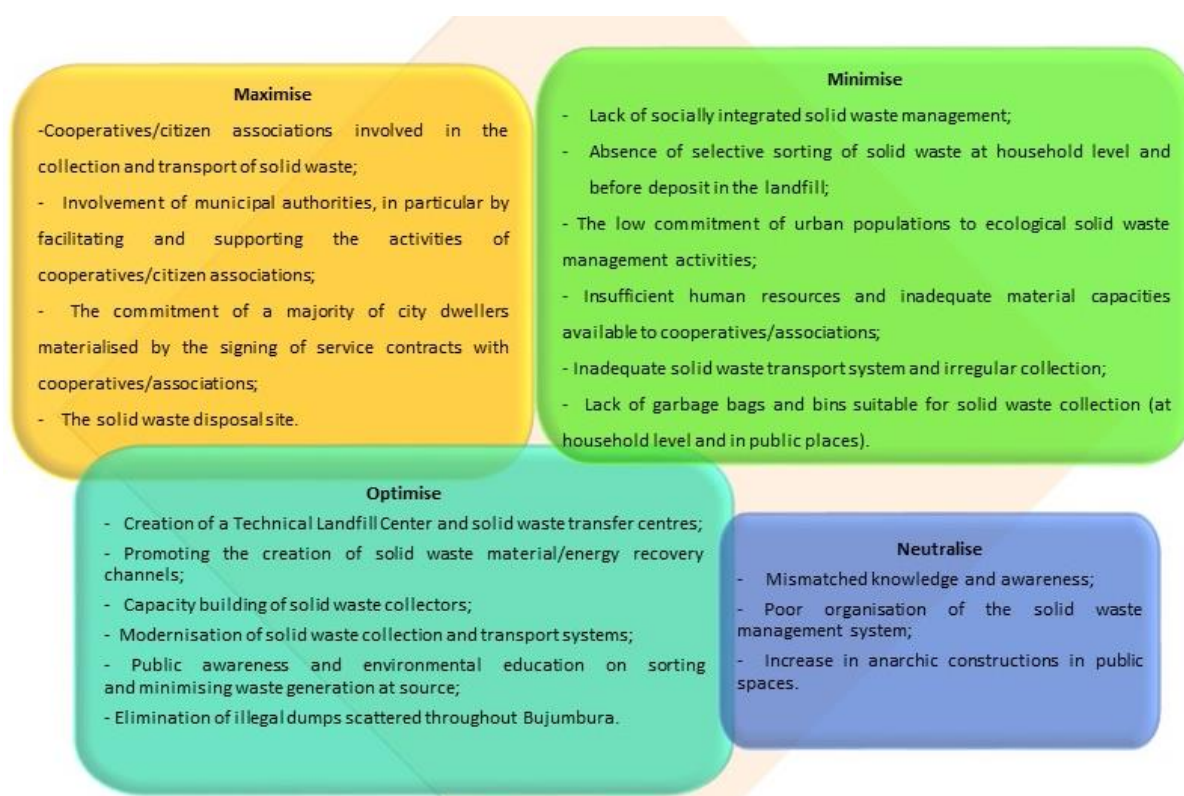 Maximise
-Cooperatives/citizen associations involved in the
collection and transport of solid waste;
- Involvement of municipal authorities, in particular by
facilitating and supporting the activities of
cooperatives/citizen associations;
- The commitment of a majority of city dwellers
materialised by the signing of service contracts with
cooperatives/associations;
- The solid waste disposal site.
Minimise
- Lack of socially integrated solid waste management;
- Absence of selective sorting of solid waste at household level and
before deposit in the landfill;
- The low commitment of urban populations to ecological solid waste
management activities;
- Insufficient human resources and inadequate material capacities
available to cooperatives/associations;
- Inadequate solid waste transport system and irregular collection;
- Lack of garbage bags and bins suitable for solid waste collection (at
household level and in public places).
Optimise
- Creation of a Technical Landfill Center and solid waste transfer centres;
- Promoting the creation of solid waste material/energy recovery
channels;
- Capacity building of solid waste collectors;
- Modernisation of solid waste collection and transport systems;
- Public awareness and environmental education on sorting
and minimising waste generation at source;
- Elimination of illegal dumps scattered throughout Bujumbura.
Neutralise
- Mismatched knowledge and awareness;
- Poor organisation of the solid waste
management system;
- Increase in anarchic constructions in public
spaces.